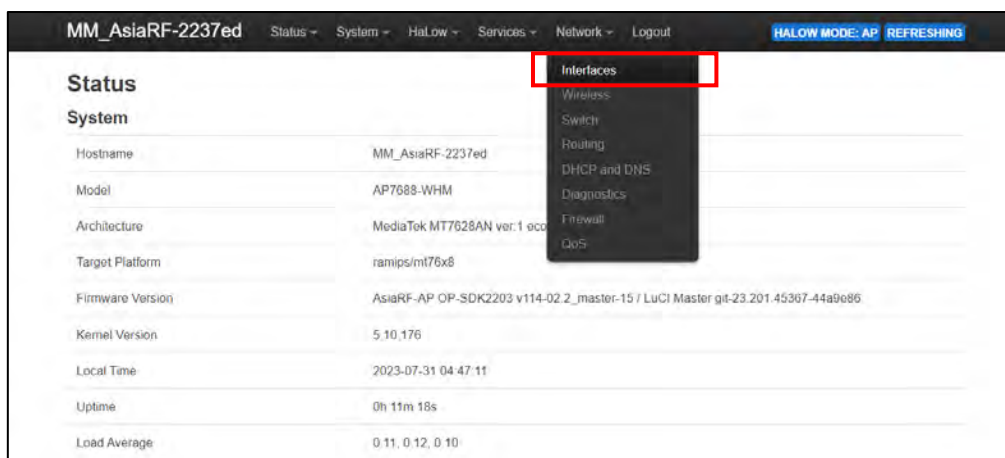 MM_AsiaRF-2237ed Status System HaLow Services Network Logout HALOW MODE: AP REFRESHING
Interfaces
Wireless
Switch
Routing
DHCP and DNS
Diagnostics
Firewall
QoS
Status
System
Hostname MM_AsiaRF-2237ed
Model AP7688-WHM
Architecture MediaTek MT7628AN ver:1 eco
Target Platform ramips/mt76x8
Firmware Version AsiaRF-AP OP-SDK2203 v114-02.2_master-15 / LuCI Master git-23.201.45367-44a9e86
Kernel Version 5.10.176
Local Time 2023-07-31 04:47:11
Uptime 0h 11m 18s
Load Average 0.11, 0.12, 0.10